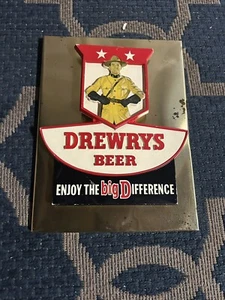 DREWRYS
BEER
ENJOY THE big DIFFERENCE